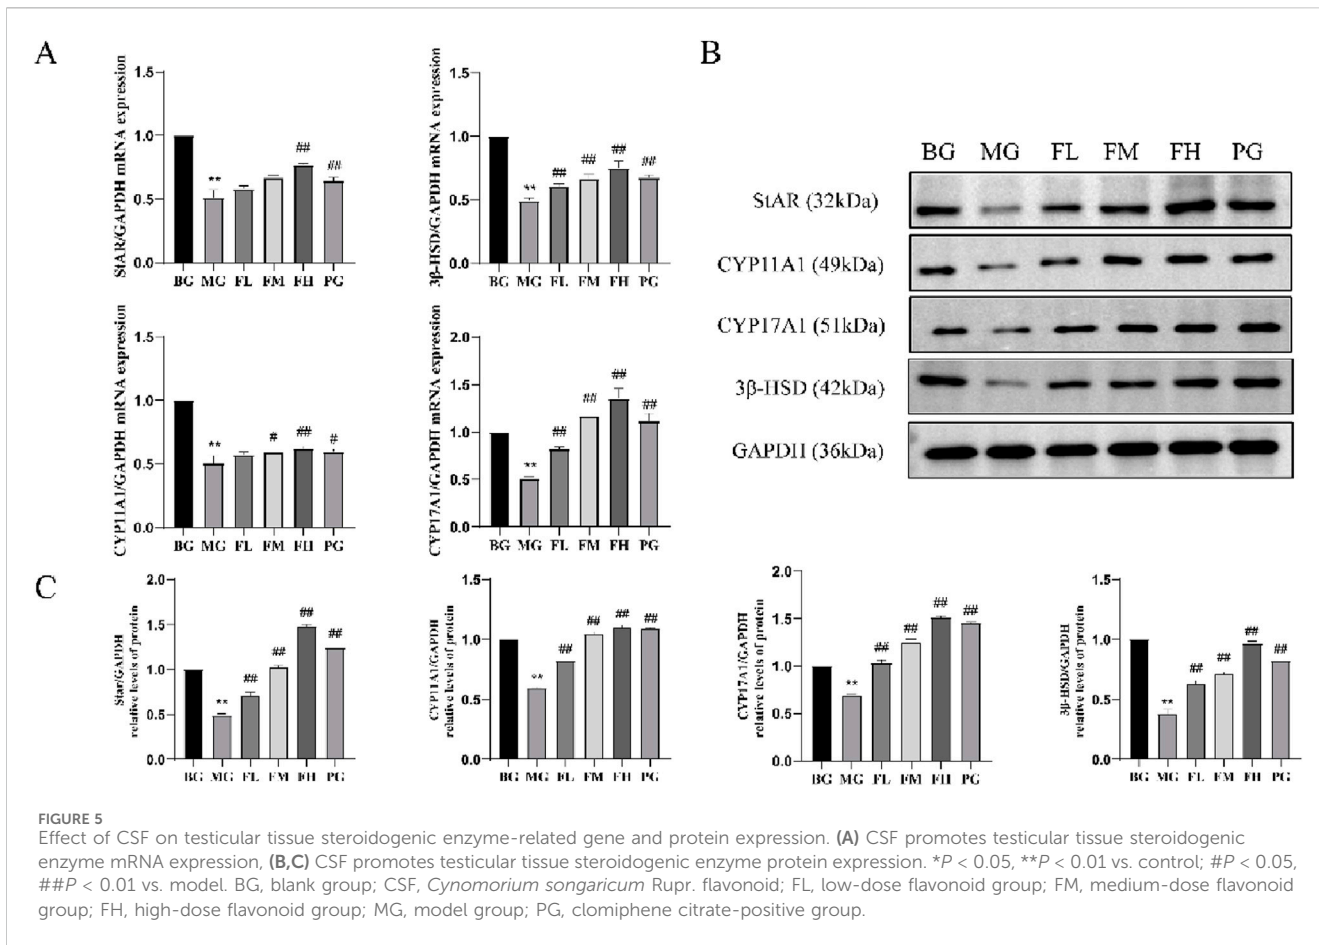 A
B
StAR/GAPDH mRNA expression
1.5
1.0
0.5
0.0
**
##
##
BG MG FL FM FH PG
3β-HSD/GAPDH mRNA expression
1.5
1.0
0.5
0.0
**
##
##
##
##
BG MG FL FM FH PG
CYP11A1/GAPDH mRNA expression
1.5
1.0
0.5
0.0
**
#
##
#
BG MG FL FM FH PG
CYP17A1/GAPDH mRNA expression
2.0
1.5
1.0
0.5
0.0
**
##
##
##
##
BG MG FL FM FH PG
BG MG FL FM FH PG
StAR (32kDa)
CYP11A1 (49kDa)
CYP17A1 (51kDa)
3β-HSD (42kDa)
GAPDH (36kDa)
C
Star/GAPDH
relative levels of protein
2.0
1.5
1.0
0.5
0.0
**
##
##
##
##
BG MG FL FM FH PG
CYP11A1/GAPDH
relative levels of protein
1.5
1.0
0.5
0.0
**
##
##
##
##
BG MG FL FM FH PG
CYP17A1/GAPDH
relative levels of protein
2.0
1.5
1.0
0.5
0.0
**
##
##
##
##
BG MG FL FM FH PG
3β-HSD/GAPDH
relative levels of protein
1.5
1.0
0.5
0.0
**
##
##
##
##
BG MG FL FM FH PG
FIGURE 5
Effect of CSF on testicular tissue steroidogenic enzyme-related gene and protein expression. (A) CSF promotes testicular tissue steroidogenic
enzyme mRNA expression, (B,C) CSF promotes testicular tissue steroidogenic enzyme protein expression. *P < 0.05, **P < 0.01 vs. control; #P < 0.05,
##P < 0.01 vs. model. BG, blank group; CSF, Cynomorium songaricum Rupr. flavonoid; FL, low-dose flavonoid group; FM, medium-dose flavonoid
group; FH, high-dose flavonoid group; MG, model group; PG, clomiphene citrate-positive group.